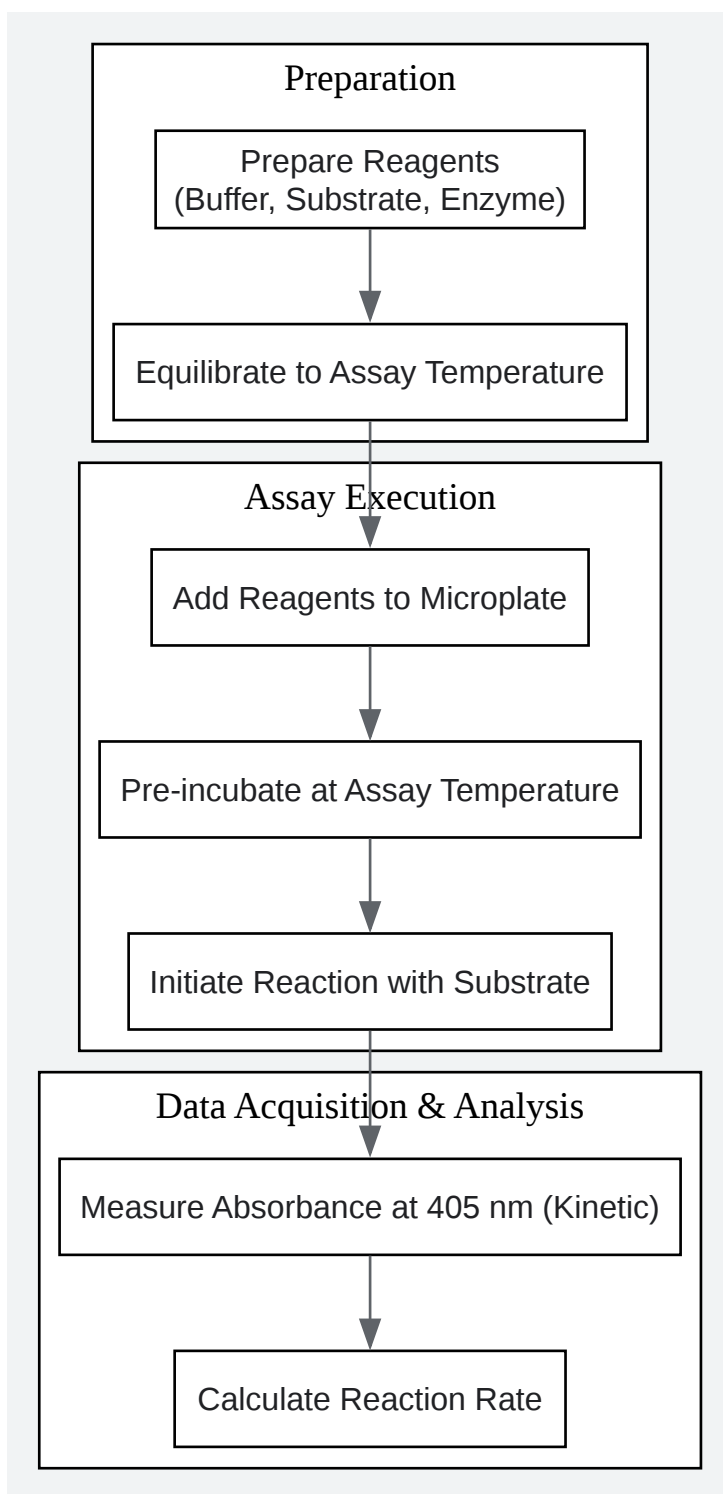 Preparation
Prepare Reagents
(Buffer, Substrate, Enzyme)
Equilibrate to Assay Temperature
Assay Execution
Add Reagents to Microplate
Pre-incubate at Assay Temperature
Initiate Reaction with Substrate
Data Acquisition & Analysis
Measure Absorbance at 405 nm (Kinetic)
Calculate Reaction Rate